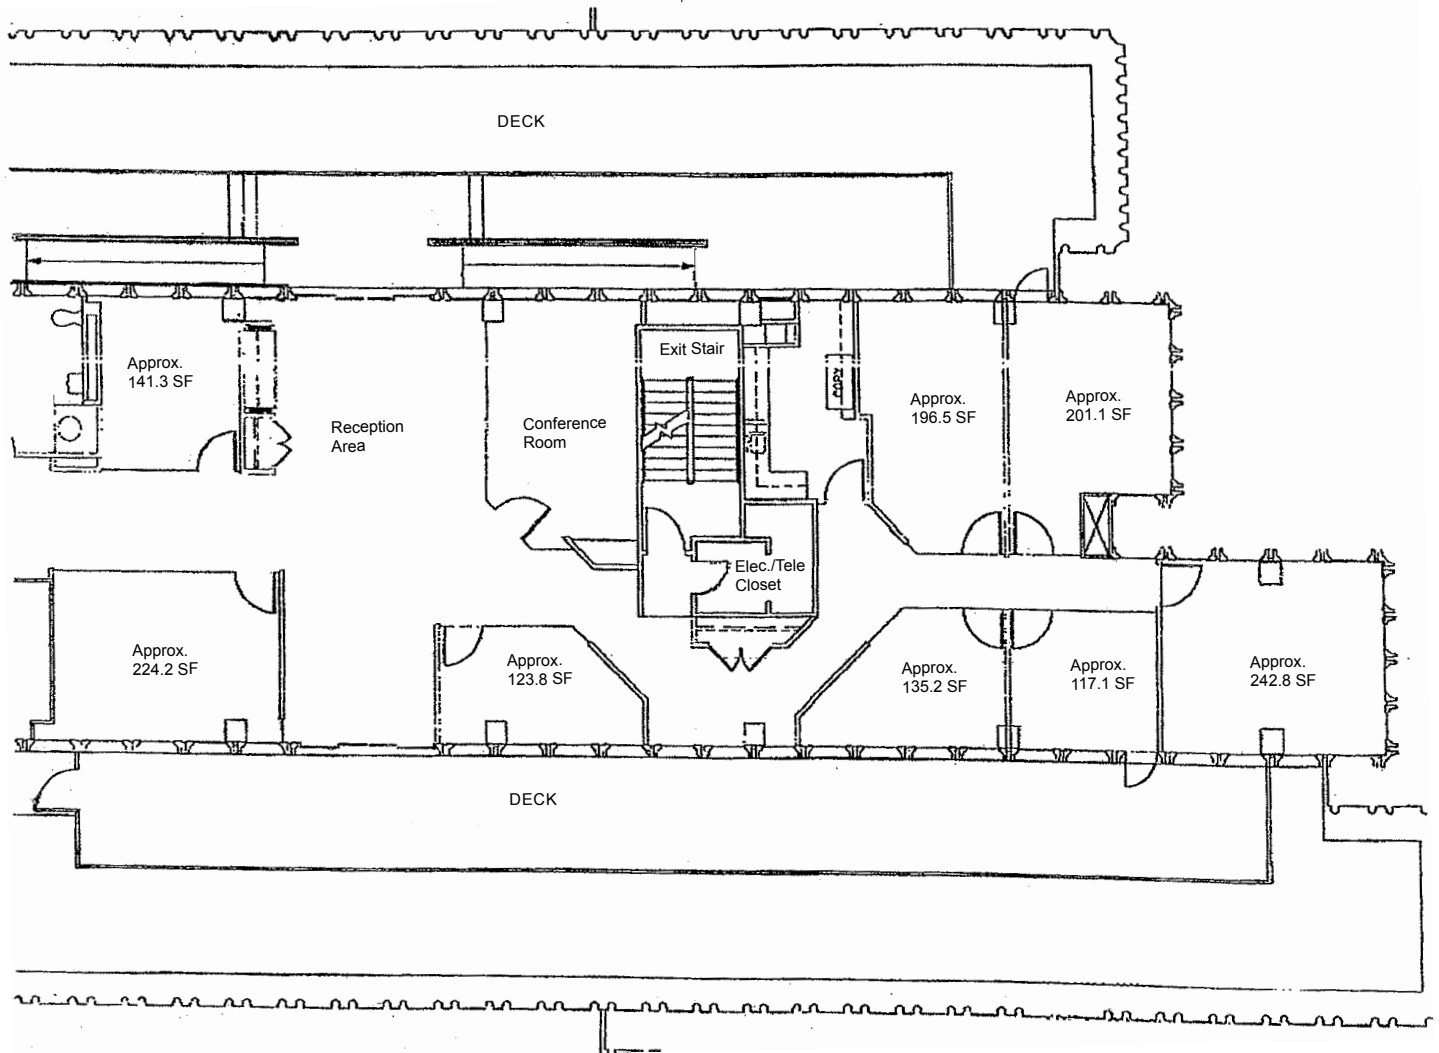 DECK
Exit Stair
Approx.
141.3 SF
COPY
Approx.
196.5 SF
Approx.
201.1 SF
Reception
Area
Conference
Room
Elec./Tele
Closet
Approx.
224.2 SF
Approx.
123.8 SF
Approx.
135.2 SF
Approx.
117.1 SF
Approx.
242.8 SF
DECK